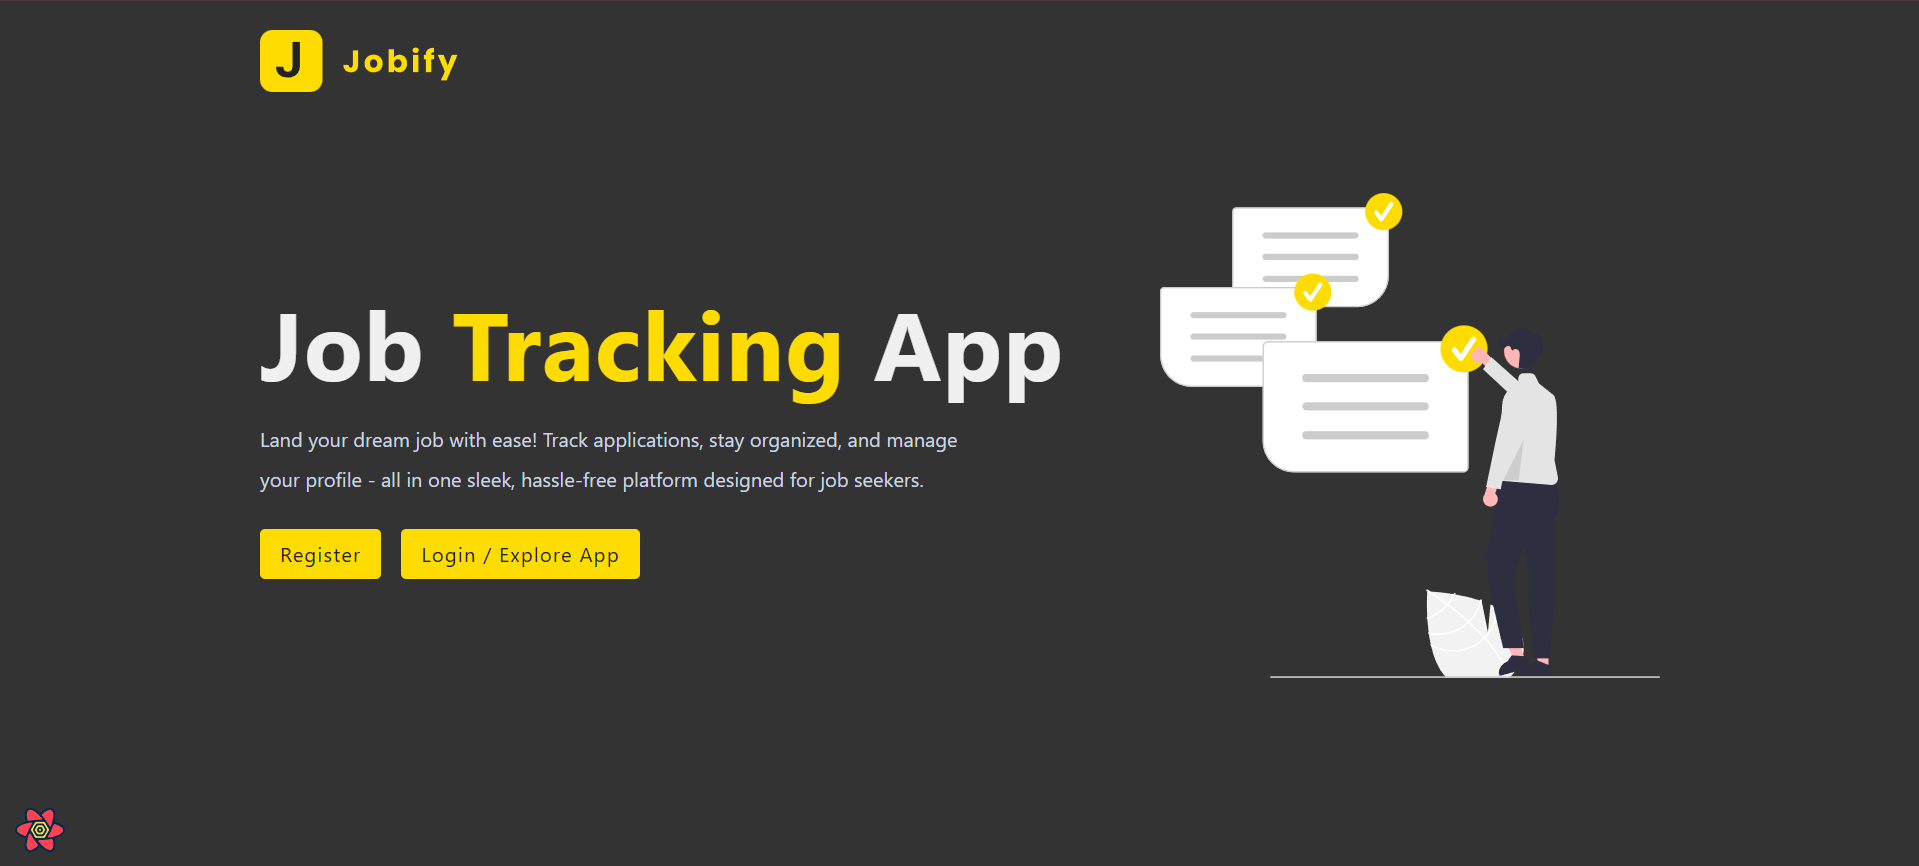 J Jobify
Job Tracking App
Land your dream job with ease! Track applications, stay organized, and manage
your profile - all in one sleek, hassle-free platform designed for job seekers.
Register Login / Explore App